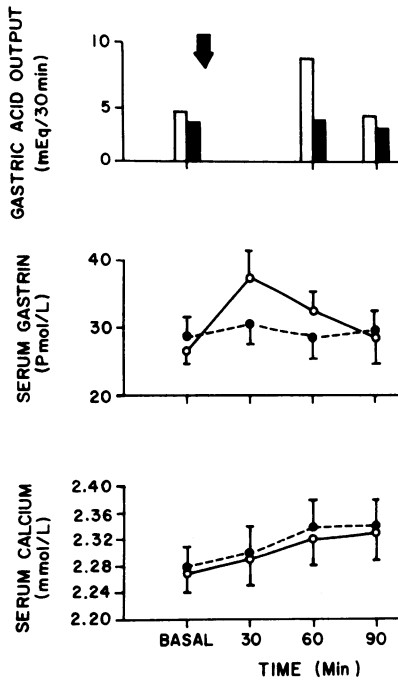 GASTRIC ACID OUTPUT
(mEq/30min)
10
5
0
SERUM GASTRIN
(Pmol/L)
40
30
20
SERUM CALCIUM
(mmol/L)
2.40
2.36
2.32
2.28
2.24
2.20
BASAL 30 60 90
TIME (Min)